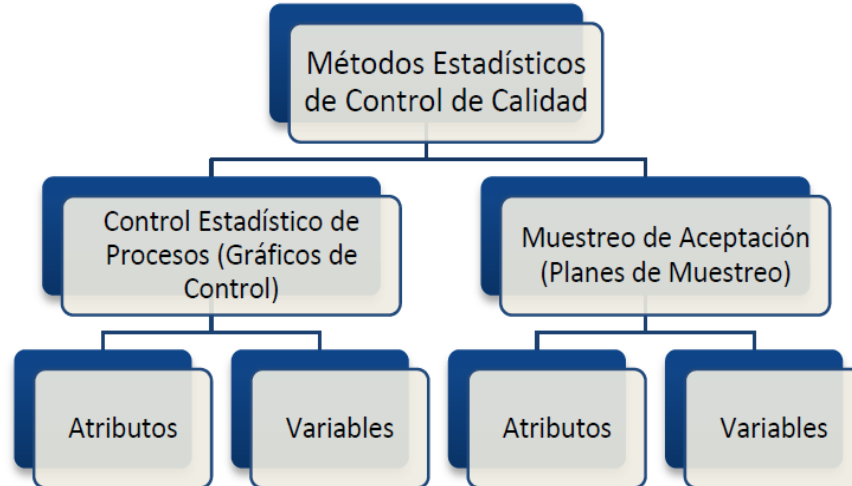 Métodos Estadísticos
de Control de Calidad
Control Estadístico de
Procesos (Gráficos de
Control)
Muestreo de Aceptación
(Planes de Muestreo)
Atributos
Variables
Atributos
Variables